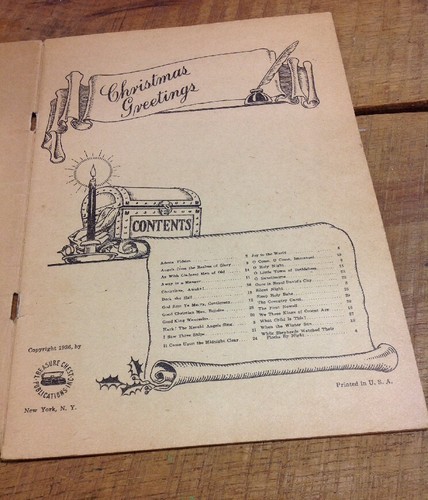 Christmas
Greetings
CONTENTS
Adeste Fideles
Angels from the Realms of Glory
As With Gladness Men of Old
Away in a Manger
Christians, Awake!
Deck the Hall
God Rest Ye Merry, Gentlemen
Good Christian Men, Rejoice
Good King Wenceslas
Hark! The Herald Angels Sing
I Saw Three Ships
It Came Upon the Midnight Clear
Joy to the World
O Come, O Come, Emmanuel
O Holy Night
O Little Town of Bethlehem
O Sanctissima
Once in Royal David's City
Silent Night
Sleep Holy Babe
The Coventry Carol
The First Nowell
We Three Kings of Orient Are
What Child Is This?
When the Winter Sun
While Shepherds Watched Their
Flocks By Night
Copyright 1936, by
TREASURE CHEST
PUBLICATIONS, INC.
New York, N. Y.
Printed in U. S. A.